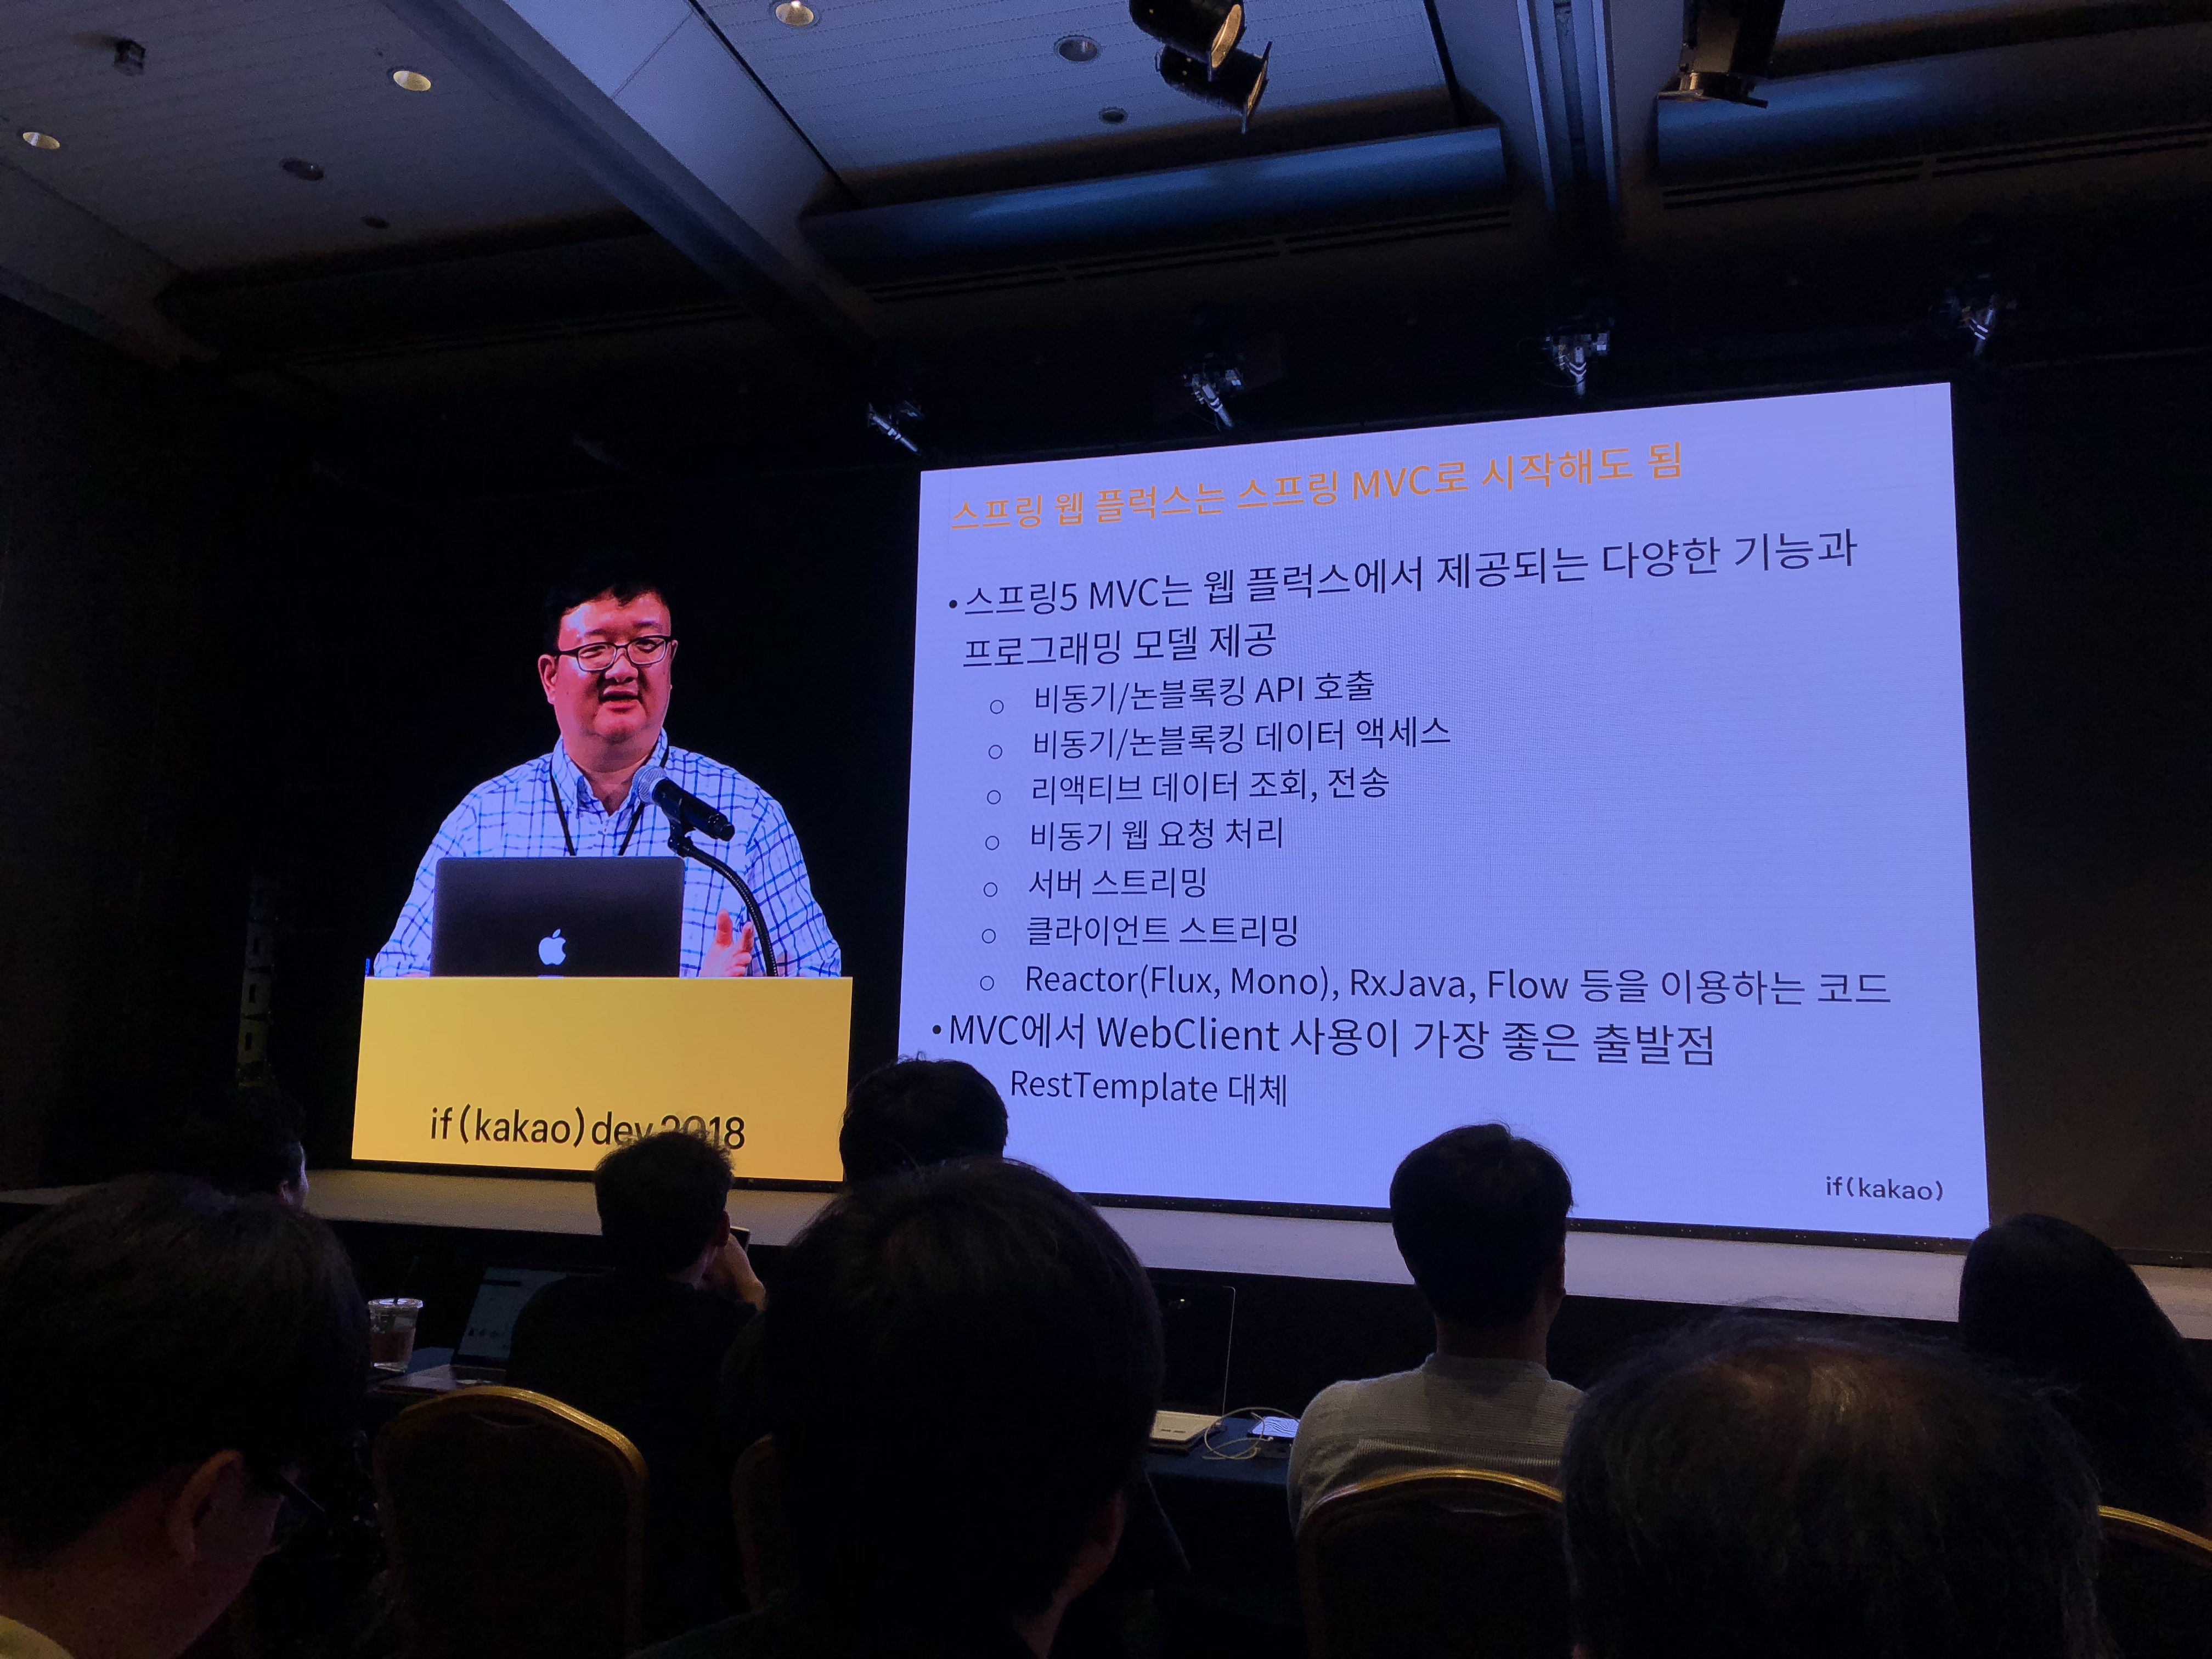 스프링 웹 플럭스는 스프링 MVC로 시작해도 됨
•스프링5 MVC는 웹 플럭스에서 제공되는 다양한 기능과
프로그래밍 모델 제공
○ 비동기/논블록킹 API 호출
○ 비동기/논블록킹 데이터 액세스
○ 리액티브 데이터 조회, 전송
○ 비동기 웹 요청 처리
○ 서버 스트리밍
○ 클라이언트 스트리밍
○ Reactor(Flux, Mono), RxJava, Flow 등을 이용하는 코드
•MVC에서 WebClient 사용이 가장 좋은 출발점
RestTemplate 대체
if(kakao)
if(kakao)dev 2018